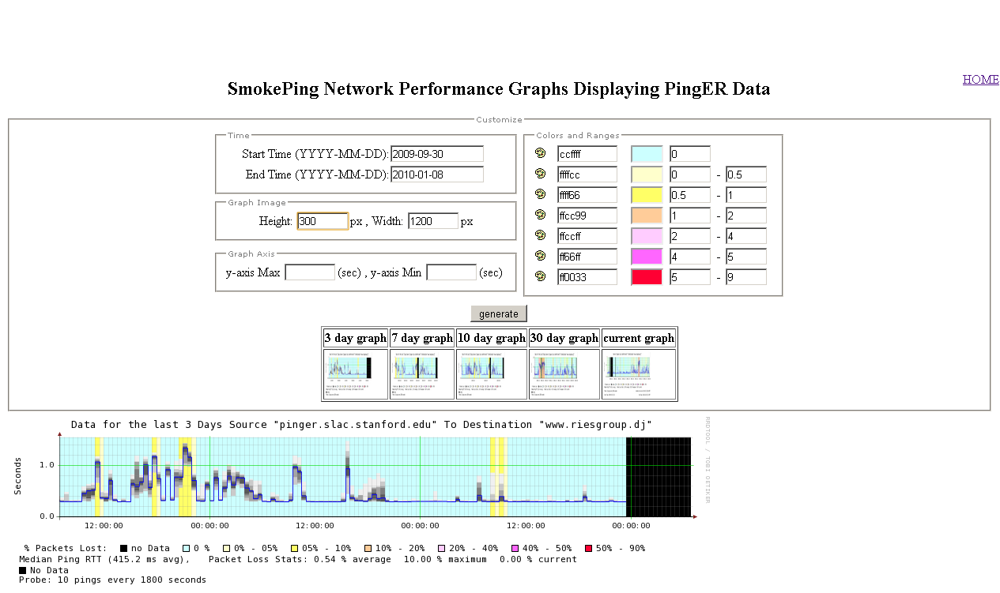 HOME
SmokePing Network Performance Graphs Displaying PingER Data
Customize
Time
Start Time (YYYY-MM-DD): 2009-09-30
End Time (YYYY-MM-DD): 2010-01-08
Graph Image
Height: 300 px , Width: 1200 px
Graph Axis
y-axis Max (sec) , y-axis Min (sec)
Colors and Ranges
ccffff 0
ffffcc 0 - 0.5
ffff66 0.5 - 1
ffcc99 1 - 2
ffccff 2 - 4
ff66ff 4 - 5
ff0033 5 - 9
generate
3 day graph 7 day graph 10 day graph 30 day graph current graph
Data for the last 3 Days Source "pinger.slac.stanford.edu" To Destination "www.riesgroup.dj"
RRDTOOL / TOBI OETIKER
Seconds
1.0
0.0
12:00:00 00:00:00 12:00:00 00:00:00 12:00:00 00:00:00
% Packets Lost: no Data 0 % 0% - 05% 05% - 10% 10% - 20% 20% - 40% 40% - 50% 50% - 90%
Median Ping RTT (415.2 ms avg), Packet Loss Stats: 0.54 % average 10.00 % maximum 0.00 % current
No Data
Probe: 10 pings every 1800 seconds